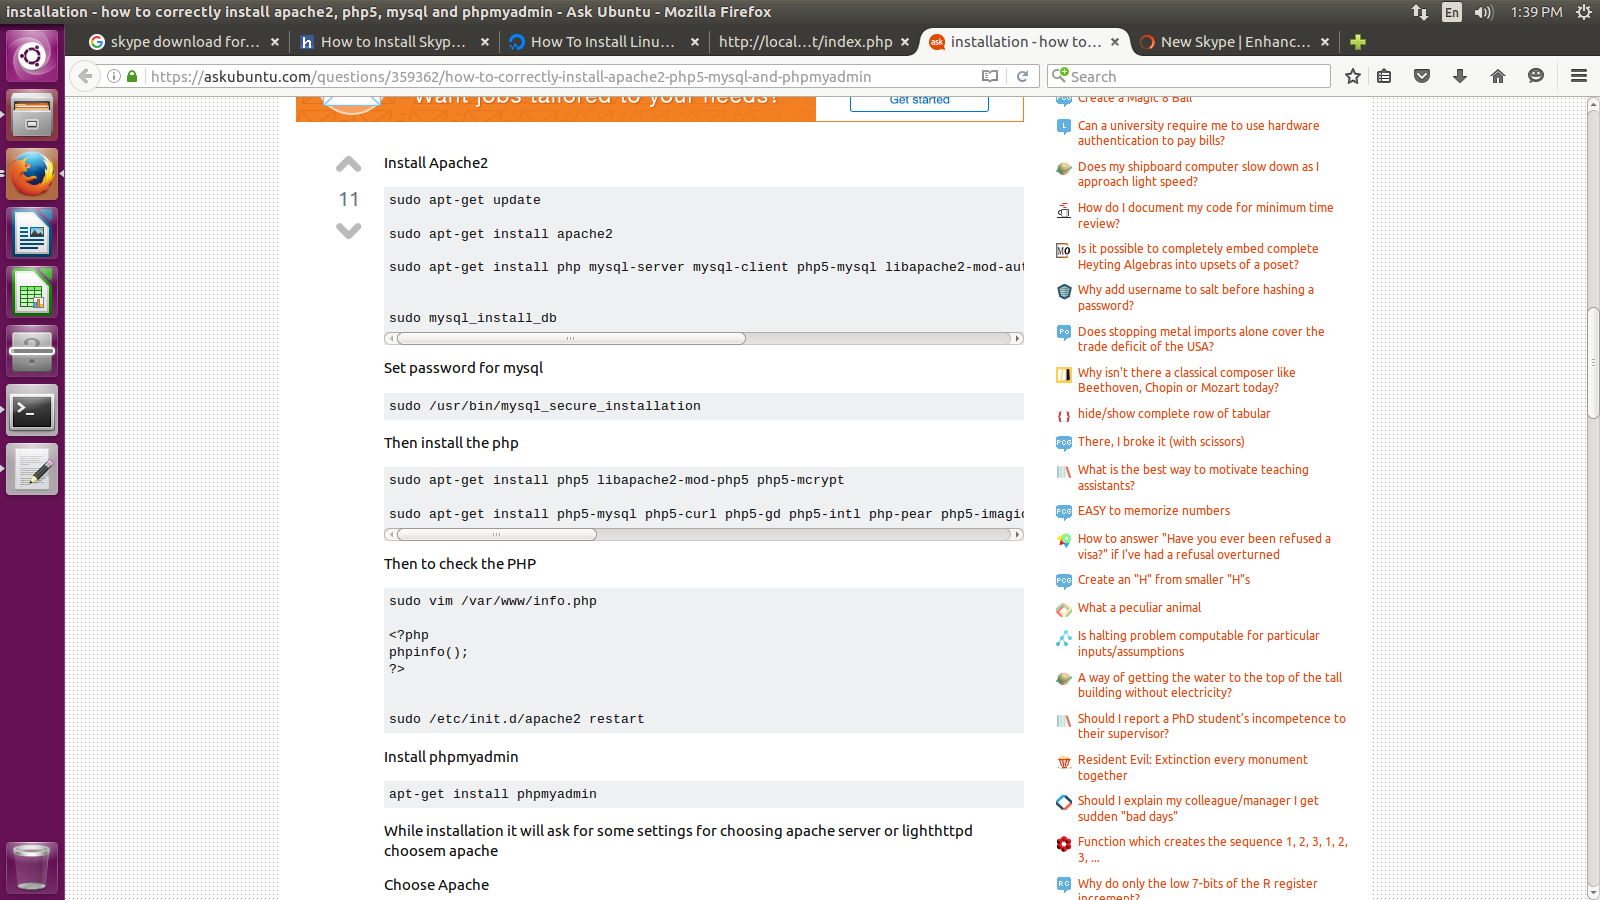 installation - how to correctly install apache2, php5, mysql and phpmyadmin - Ask Ubuntu - Mozilla Firefox
En
1:39 PM
skype download for...
How to Install Skyp...
How To Install Linu...
http://local...t/index.php
installation - how to...
New Skype | Enhanc...
https://askubuntu.com/questions/359362/how-to-correctly-install-apache2-php5-mysql-and-phpmyadmin
Search
Want jobs tailored to your needs?
Get started
Install Apache2
11
sudo apt-get update
sudo apt-get install apache2
sudo apt-get install php mysql-server mysql-client php5-mysql libapache2-mod-aut
sudo mysql_install_db
Set password for mysql
sudo /usr/bin/mysql_secure_installation
Then install the php
sudo apt-get install php5 libapache2-mod-php5 php5-mcrypt
sudo apt-get install php5-mysql php5-curl php5-gd php5-intl php-pear php5-imagic
Then to check the PHP
sudo vim /var/www/info.php
<?php
phpinfo();
?>
sudo /etc/init.d/apache2 restart
Install phpmyadmin
apt-get install phpmyadmin
While installation it will ask for some settings for choosing apache server or lighthttpd
choosem apache
Choose Apache
Create a Magic 8 Ball
Can a university require me to use hardware
authentication to pay bills?
Does my shipboard computer slow down as I
approach light speed?
How do I document my code for minimum time
review?
Is it possible to completely embed complete
Heyting Algebras into upsets of a poset?
Why add username to salt before hashing a
password?
Does stopping metal imports alone cover the
trade deficit of the USA?
Why isn't there a classical composer like
Beethoven, Chopin or Mozart today?
hide/show complete row of tabular
There, I broke it (with scissors)
What is the best way to motivate teaching
assistants?
EASY to memorize numbers
How to answer "Have you ever been refused a
visa?" if I've had a refusal overturned
Create an "H" from smaller "H"s
What a peculiar animal
Is halting problem computable for particular
inputs/assumptions
A way of getting the water to the top of the tall
building without electricity?
Should I report a PhD student's incompetence to
their supervisor?
Resident Evil: Extinction every monument
together
Should I explain my colleague/manager I get
sudden "bad days"
Function which creates the sequence 1, 2, 3, 1, 2,
3, ...
Why do only the low 7-bits of the R register
increment?